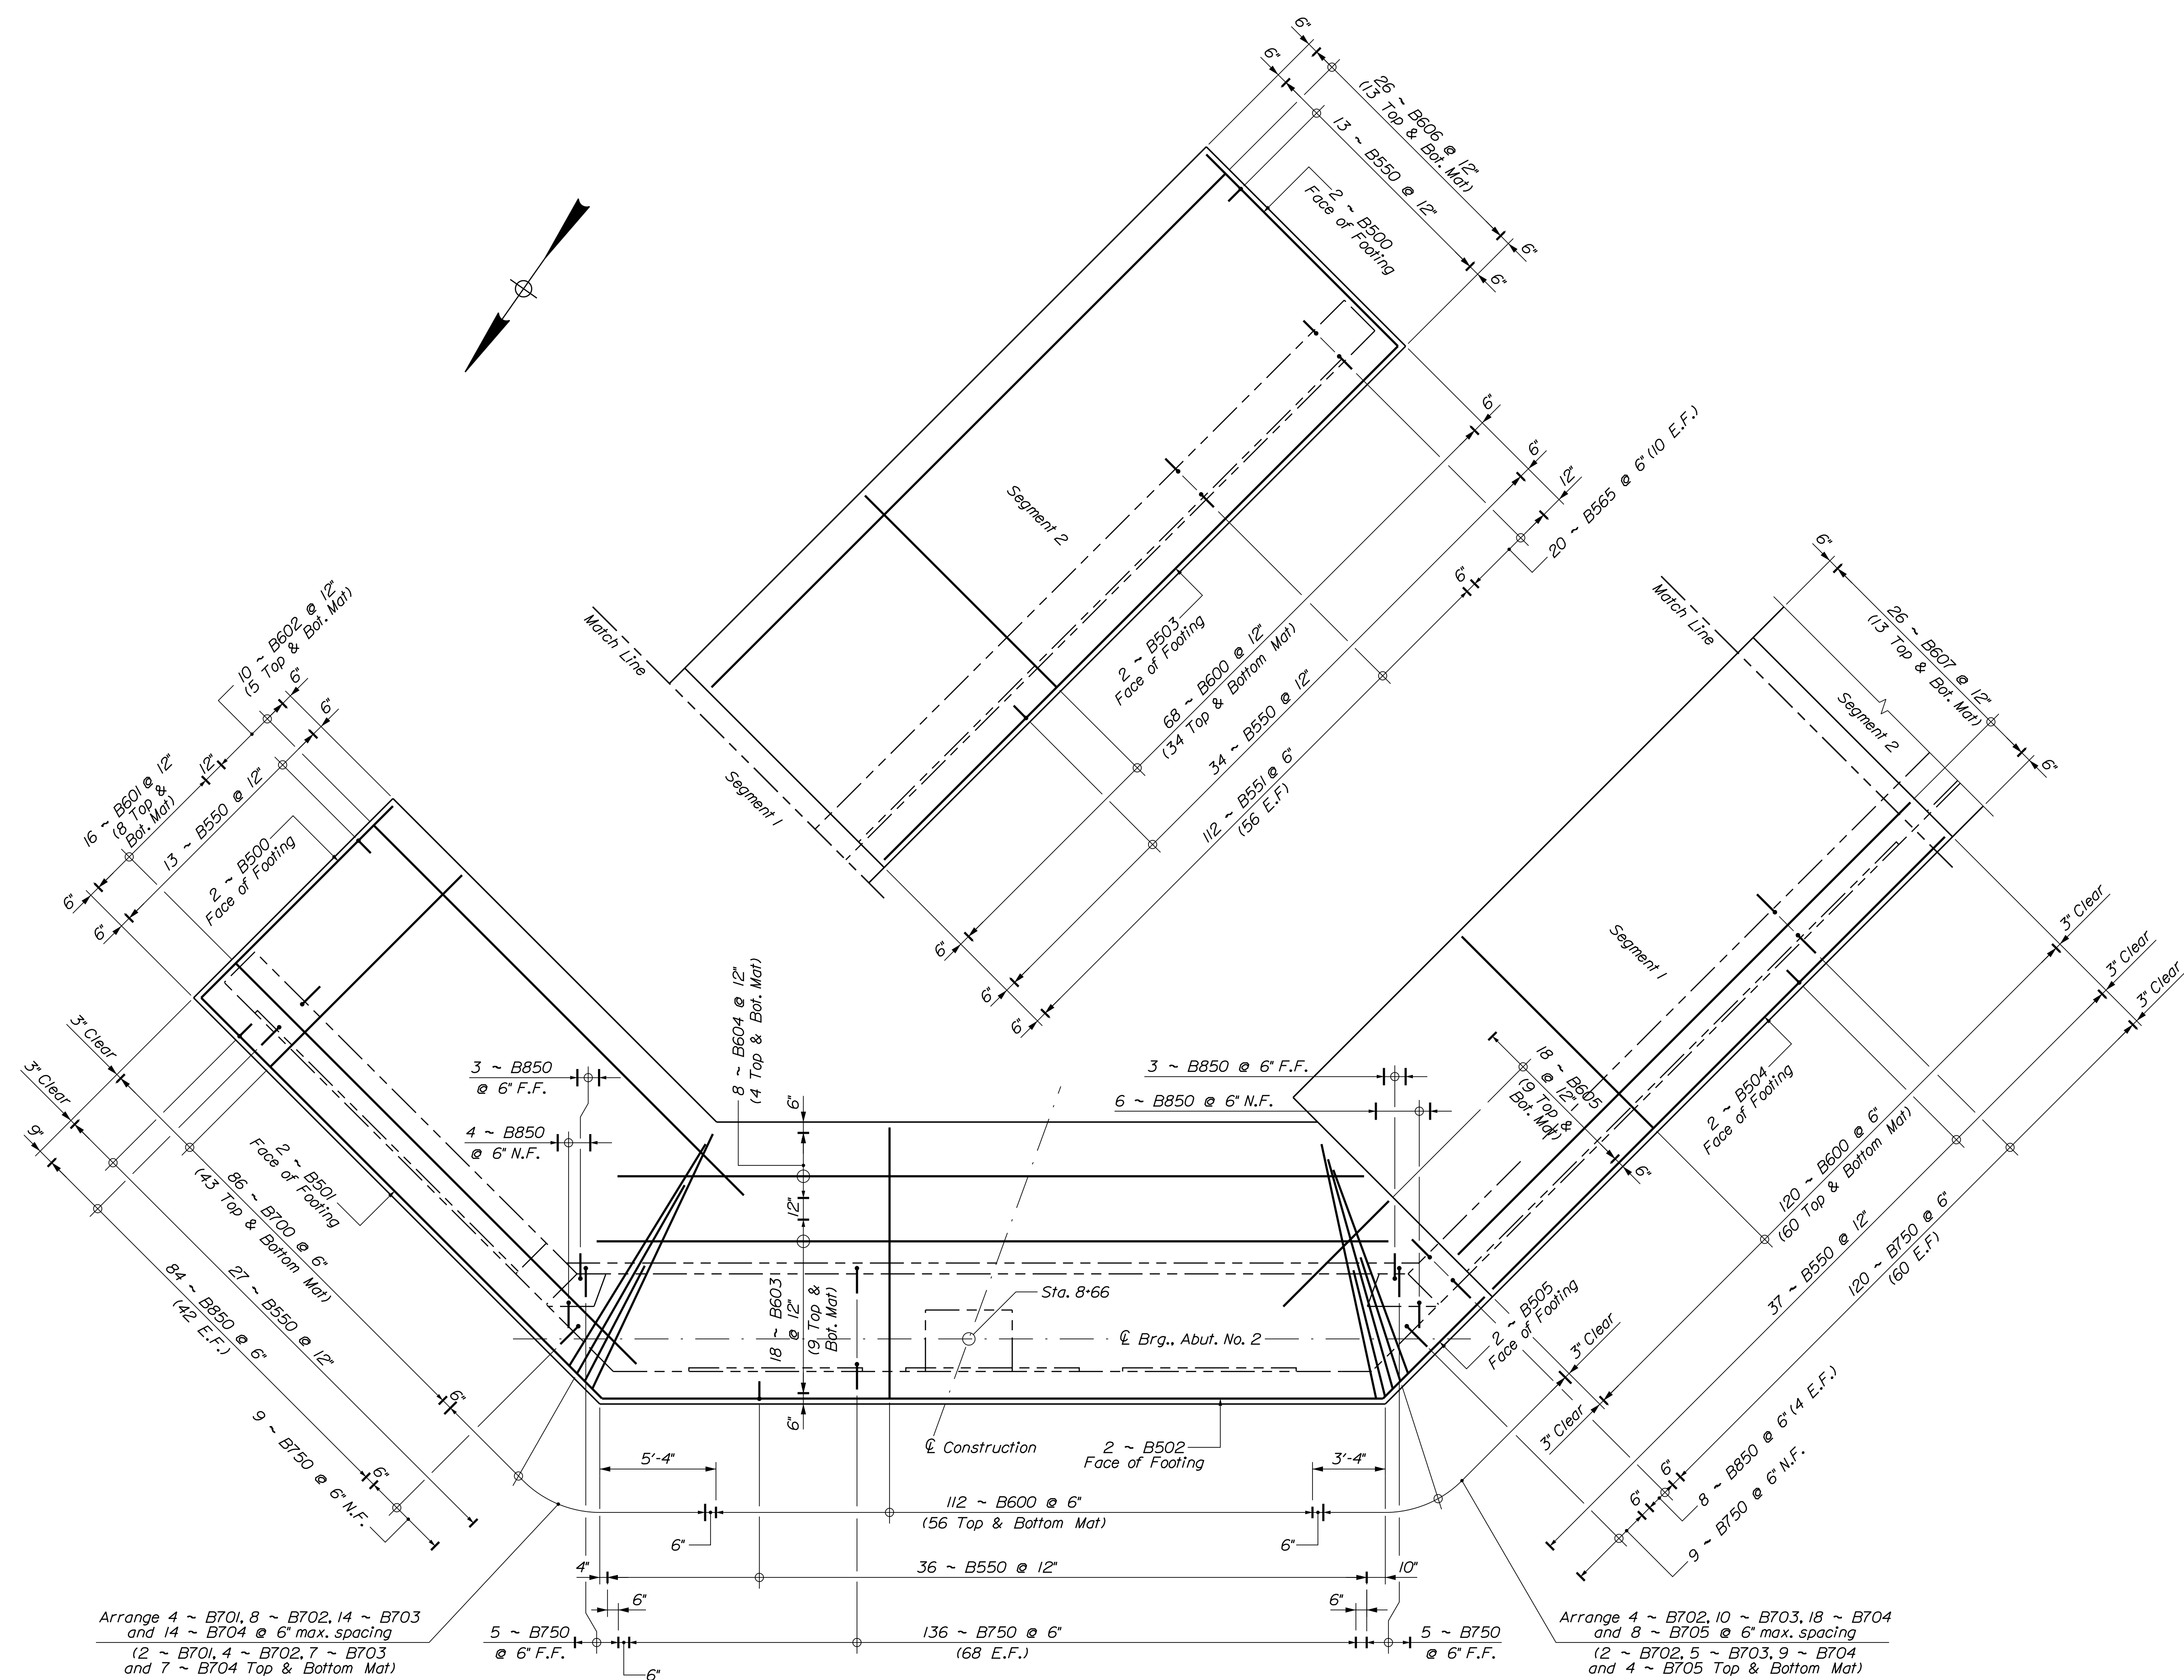 6"
6"
26 ~ B606 @ 12"
(13 Top & Bot. Mat)
13 ~ B550 @ 12"
2 ~ B500
Face of Footing
6"
6"
Segment 2
6"
6"
12"
20 ~ B565 @ 6" (10 E.F.)
6"
2 ~ B503
Face of Footing
68 ~ B600 @ 12"
(34 Top & Bottom Mat)
34 ~ B550 @ 12"
112 ~ B551 @ 6"
(56 E.F)
6"
6"
6"
Match Line
Segment 1
10 ~ B602 @ 12"
(5 Top & Bot. Mat)
6"
6"
12"
16 ~ B601 @ 12"
(8 Top &
Bot. Mat)
13 ~ B550 @ 12"
2 ~ B500
Face of Footing
6"
6"
3" Clear
3" Clear
9"
2 ~ B501
Face of Footing
86 ~ B700 @ 6"
(43 Top & Bottom Mat)
27 ~ B550 @ 12"
84 ~ B850 @ 6"
(42 E.F.)
9 ~ B750 @ 6" N.F.
6"
6"
3 ~ B850
@ 6" F.F.
4 ~ B850
@ 6" N.F.
8 ~ B604 @ 12"
(4 Top & Bot. Mat)
6"
12"
18 ~ B603
@ 12"
(9 Top &
Bot. Mat)
6"
3 ~ B850 @ 6" F.F.
6 ~ B850 @ 6" N.F.
Sta. 8+66
℄ Brg., Abut. No. 2
℄ Construction
2 ~ B502
Face of Footing
Match Line
6"
26 ~ B607 @ 12"
(13 Top & Bot. Mat)
6"
Segment 2
Segment 1
18 ~ B605
@ 12"
(9 Top &
Bot. Mat)
6"
2 ~ B504
Face of Footing
3" Clear
3" Clear
3" Clear
120 ~ B600 @ 6"
(60 Top & Bottom Mat)
37 ~ B550 @ 12"
120 ~ B750 @ 6"
(60 E.F)
2 ~ B505
Face of Footing
3" Clear
3" Clear
6"
6"
8 ~ B850 @ 6" (4 E.F.)
9 ~ B750 @ 6" N.F.
5'-4"
3'-4"
112 ~ B600 @ 6"
(56 Top & Bottom Mat)
6"
6"
4"
36 ~ B550 @ 12"
10"
6"
6"
5 ~ B750
@ 6" F.F.
136 ~ B750 @ 6"
(68 E.F.)
5 ~ B750
@ 6" F.F.
6"
Arrange 4 ~ B701, 8 ~ B702, 14 ~ B703
and 14 ~ B704 @ 6" max. spacing
(2 ~ B701, 4 ~ B702, 7 ~ B703
and 7 ~ B704 Top & Bottom Mat)
Arrange 4 ~ B702, 10 ~ B703, 18 ~ B704
and 8 ~ B705 @ 6" max. spacing
(2 ~ B702, 5 ~ B703, 9 ~ B704
and 4 ~ B705 Top & Bottom Mat)